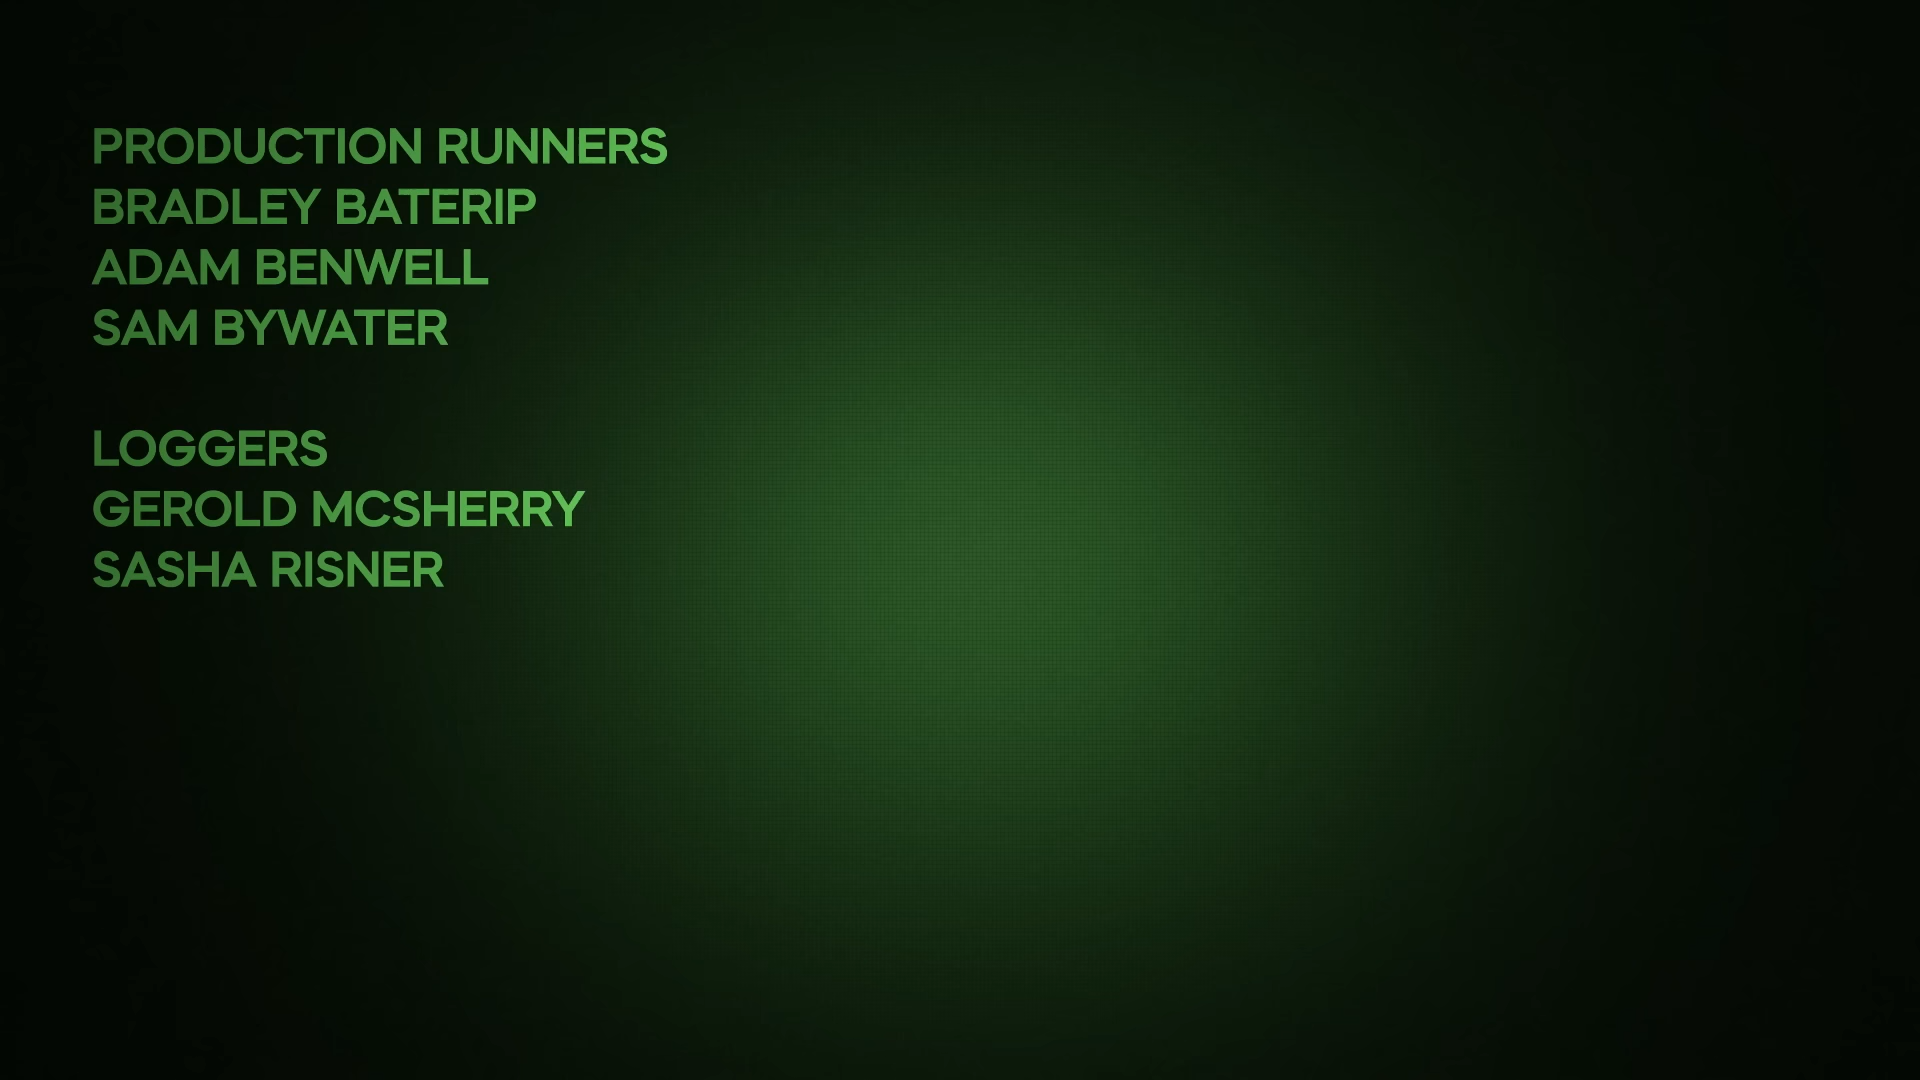 PRODUCTION RUNNERS
BRADLEY BATERIP
ADAM BENWELL
SAM BYWATER
LOGGERS
GEROLD MCSHERRY
SASHA RISNER